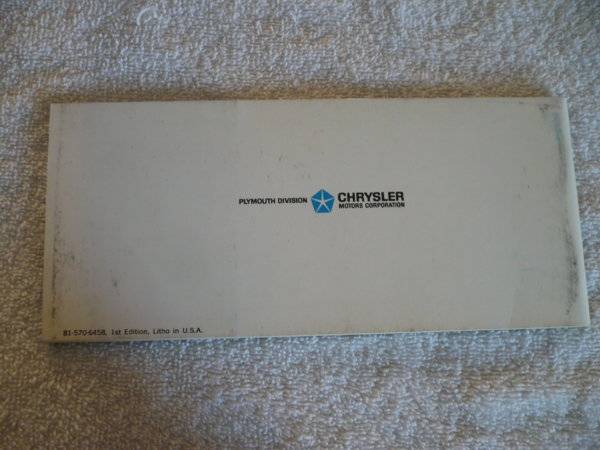 PLYMOUTH DIVISION CHRYSLER
MOTORS CORPORATION
81-570-6458, 1st Edition, Litho in U.S.A.